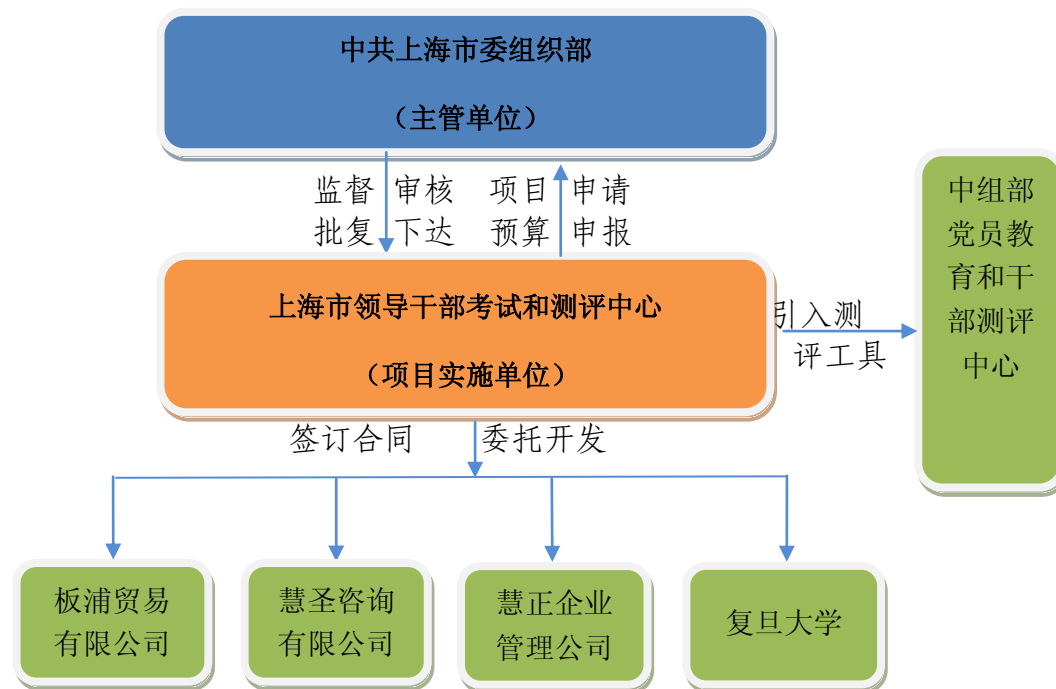 中共上海市委组织部
（主管单位）
监督 审核 项目 申请
批复 下达 预算 申报
上海市领导干部考试和测评中心
（项目实施单位）
引入测
评工具
中组部
党员教
育和干
部测评
中心
签订合同 委托开发
板浦贸易
有限公司
慧圣咨询
有限公司
慧正企业
管理公司
复旦大学